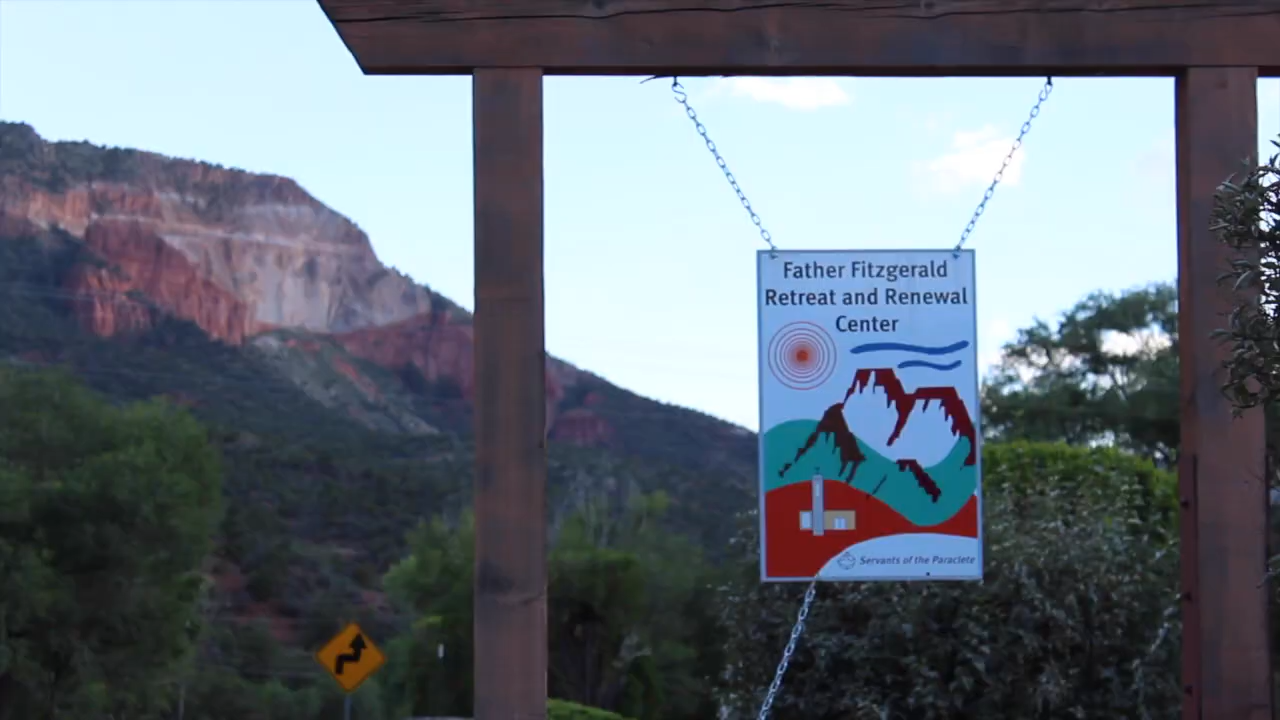 Father Fitzgerald
Retreat and Renewal
Center
Servants of the Paraclete